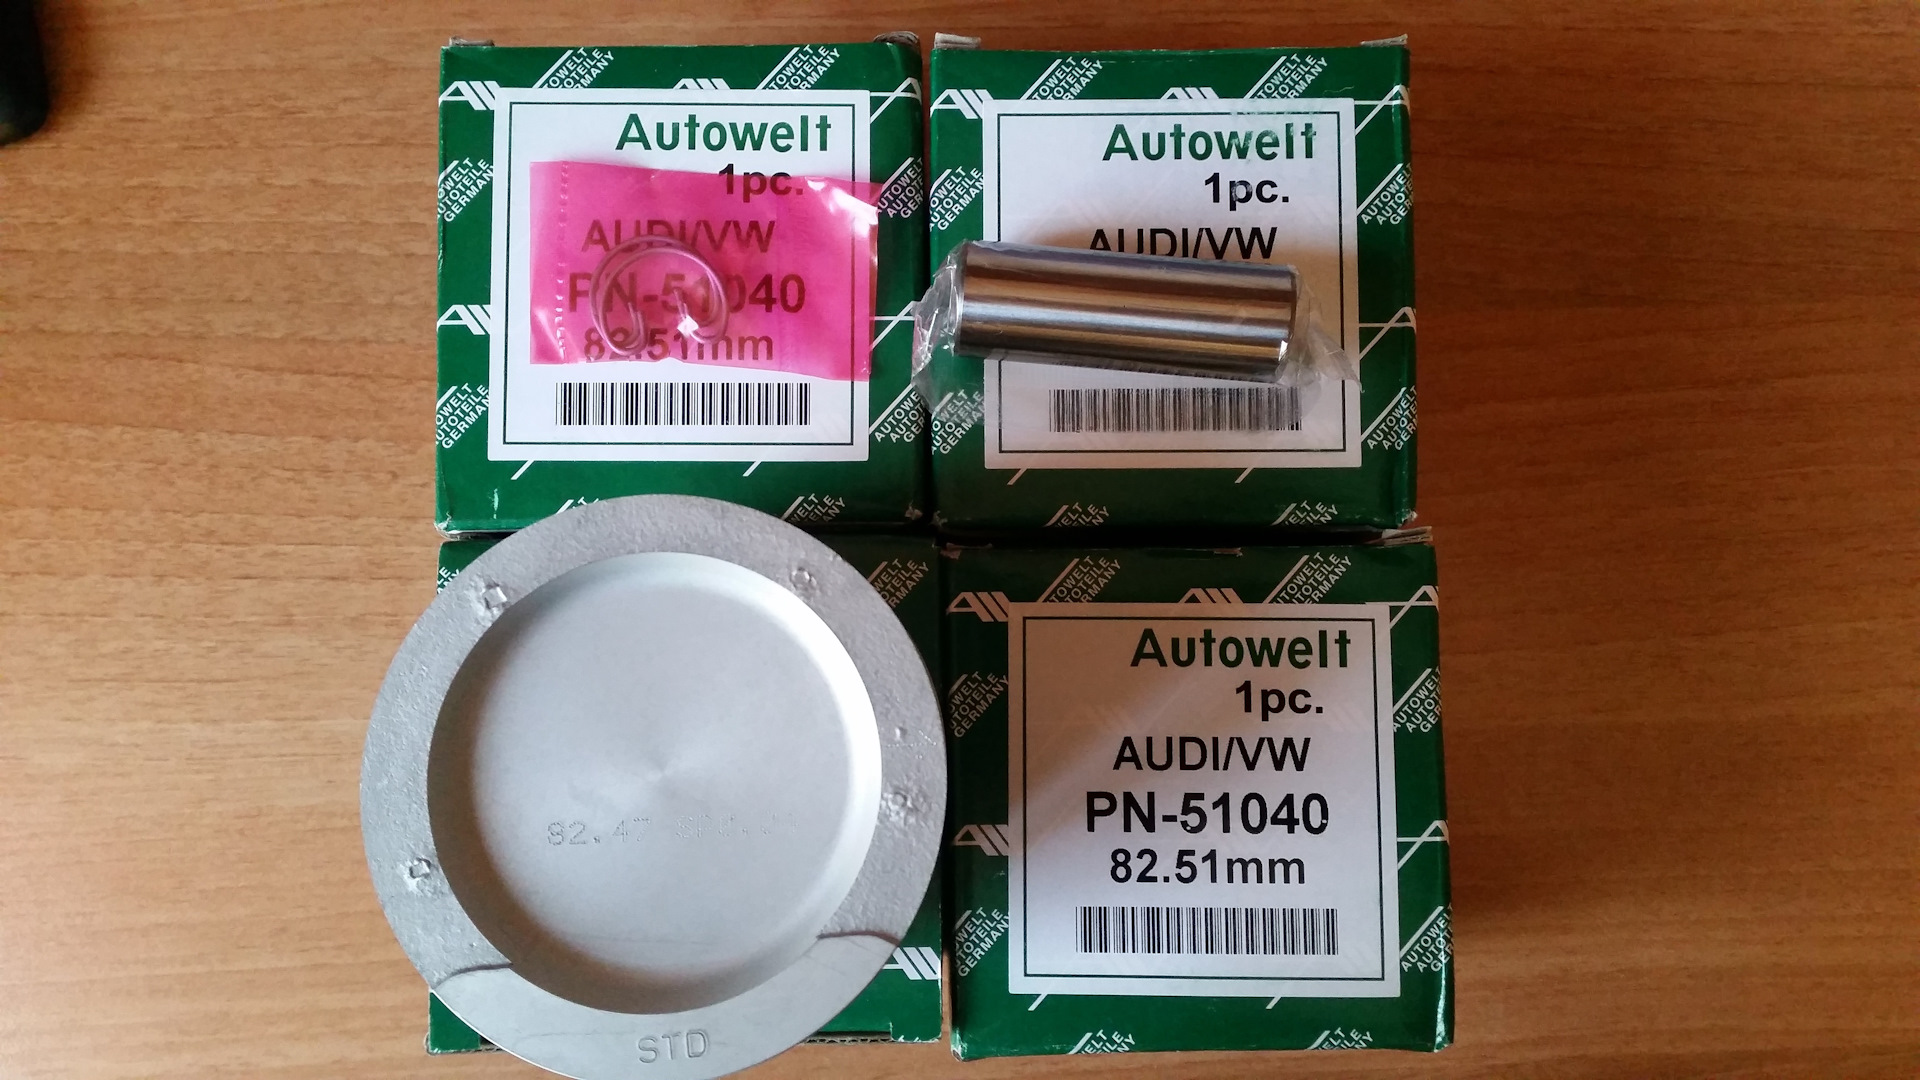 Autowelt
1pc.
AUDI/VW
PN-51040
82.51mm
Autowelt
1pc.
AUDI/VW
82.47
STD
Autowelt
1pc.
AUDI/VW
PN-51040
82.51mm
AUTOWELT
AUTOTEILE
GERMANY